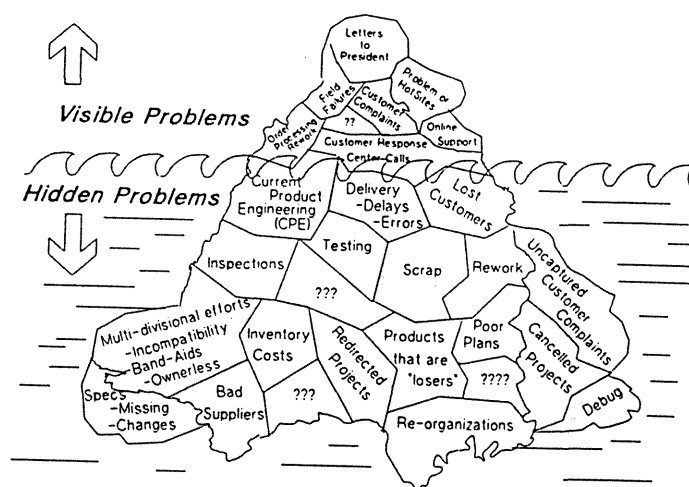 Letters
to
President
Problem or
Hot Sites
Field
Failures
Customer
Complaints
??
Order
Processing
Rework
Online
Support
Customer Response
Center Calls
Visible Problems
Hidden Problems
Current
Product
Engineering
(CPE)
Delivery
-Delays
-Errors
Lost
Customers
Testing
Inspections
Scrap
Rework
???
Uncaptured
Customer
Complaints
Multi-divisional efforts
-Incompatibility
-Band-Aids
-Ownerless
Inventory
Costs
Redirected
Projects
Products
that are
"losers"
Poor
Plans
????
Cancelled
Projects
Specs
-Missing
-Changes
Bad
Suppliers
???
Re-organizations
Debug